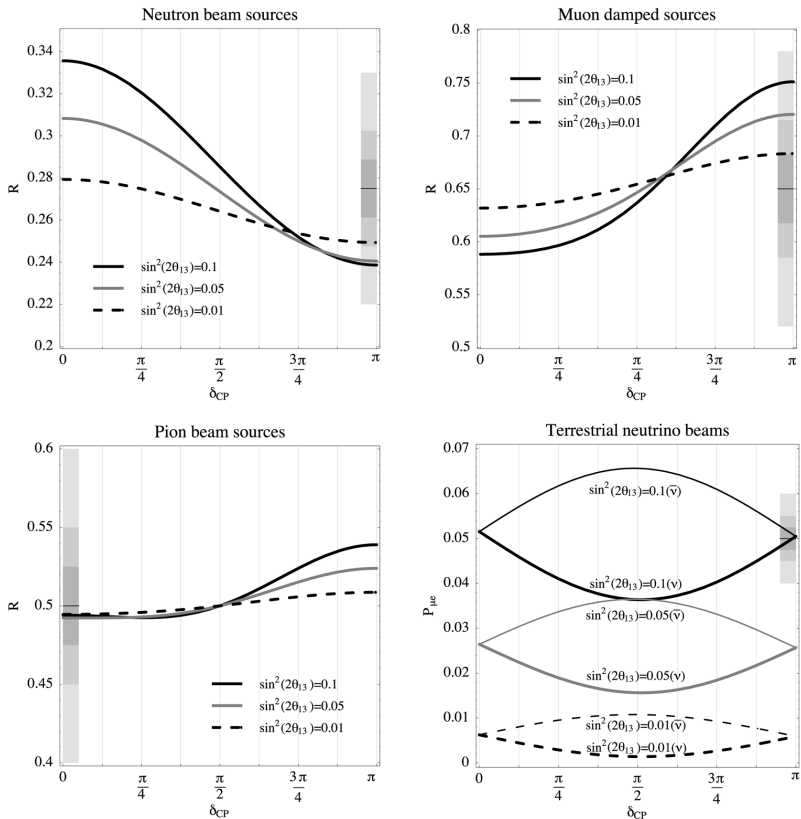 Neutron beam sources
R
0.34
0.32
0.3
0.28
0.26
0.24
0.22
0.2
sin²(2θ₁₃)=0.1
sin²(2θ₁₃)=0.05
sin²(2θ₁₃)=0.01
0 π/4 π/2 3π/4 π
δ_CP
Muon damped sources
R
0.8
0.75
0.7
0.65
0.6
0.55
0.5
sin²(2θ₁₃)=0.1
sin²(2θ₁₃)=0.05
sin²(2θ₁₃)=0.01
0 π/4 π/4 3π/4 π
δ_CP
Pion beam sources
R
0.6
0.55
0.5
0.45
0.4
sin²(2θ₁₃)=0.1
sin²(2θ₁₃)=0.05
sin²(2θ₁₃)=0.01
0 π/4 π/2 3π/4 π
δ_CP
Terrestrial neutrino beams
P_μe
0.07
0.06
0.05
0.04
0.03
0.02
0.01
0
sin²(2θ₁₃)=0.1(ν̄)
sin²(2θ₁₃)=0.1(ν)
sin²(2θ₁₃)=0.05(ν̄)
sin²(2θ₁₃)=0.05(ν)
sin²(2θ₁₃)=0.01(ν̄)
sin²(2θ₁₃)=0.01(ν)
0 π/4 π/2 3π/4 π
δ_CP